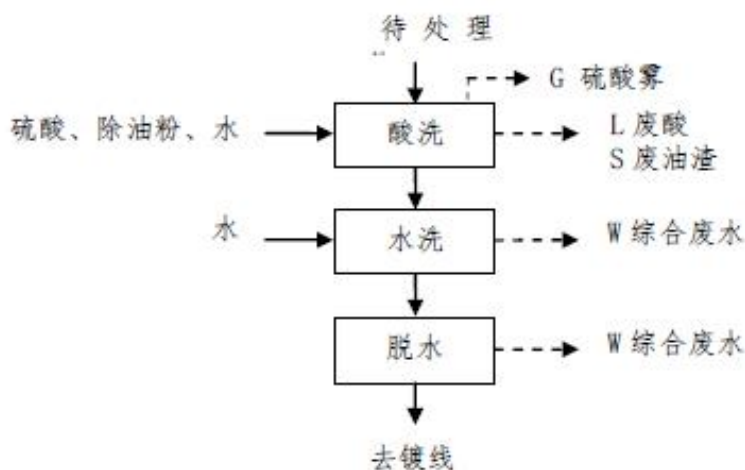 待处理
G 硫酸雾
硫酸、除油粉、水
酸洗
L 废酸
S 废油渣
水
水洗
W 综合废水
脱水
W 综合废水
去镀线